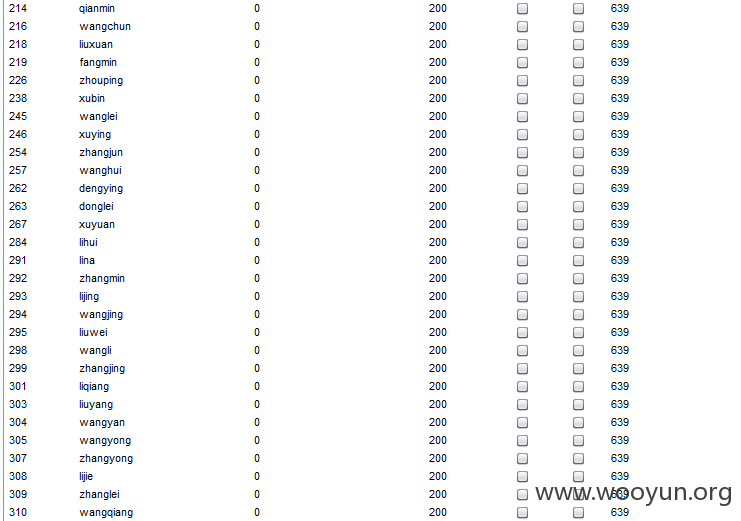 214 qianmin 0 200 639
216 wangchun 0 200 639
218 liuxuan 0 200 639
219 fangmin 0 200 639
226 zhouping 0 200 639
238 xubin 0 200 639
245 wanglei 0 200 639
246 xuying 0 200 639
254 zhangjun 0 200 639
257 wanghui 0 200 639
262 dengying 0 200 639
263 donglei 0 200 639
267 xuyuan 0 200 639
284 lihui 0 200 639
291 lina 0 200 639
292 zhangmin 0 200 639
293 lijing 0 200 639
294 wangjing 0 200 639
295 liuwei 0 200 639
298 wangli 0 200 639
299 zhangjing 0 200 639
301 liqiang 0 200 639
303 liuyang 0 200 639
304 wangyan 0 200 639
305 wangyong 0 200 639
307 zhangyong 0 200 639
308 lijie 0 200 639
309 zhanglei 0 200 639
www.wooyun.org
310 wangqiang 0 200 639